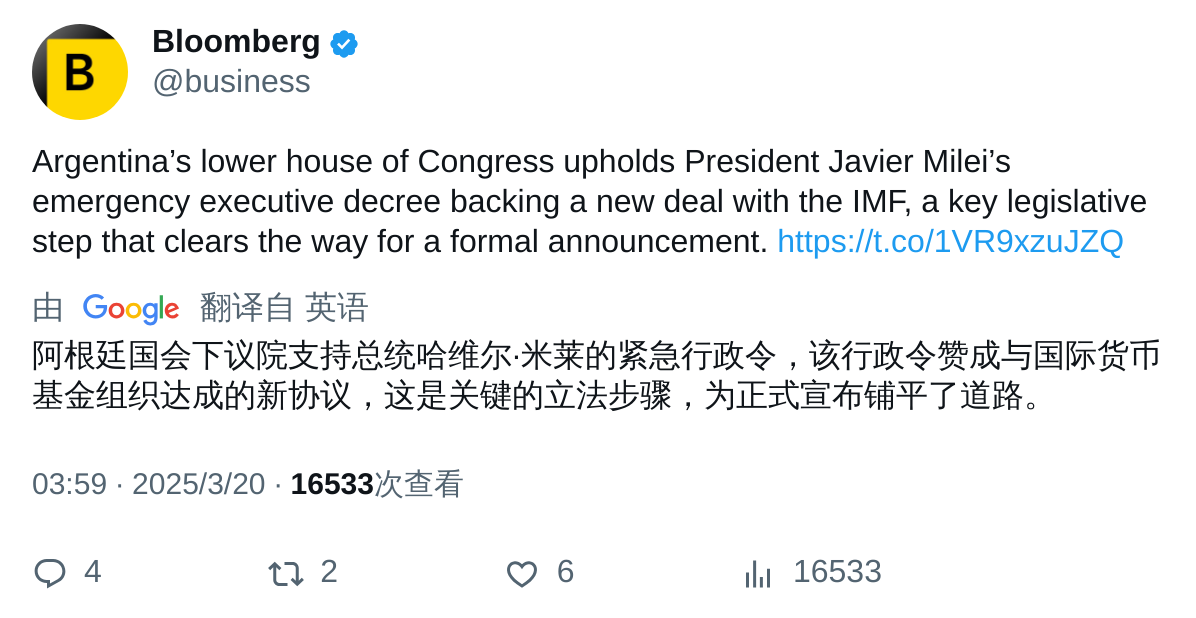 B
Bloomberg
@business
Argentina’s lower house of Congress upholds President Javier Milei’s
emergency executive decree backing a new deal with the IMF, a key legislative
step that clears the way for a formal announcement. https://t.co/1VR9xzuJZQ
由 Google 翻译自 英语
阿根廷国会下议院支持总统哈维尔·米莱的紧急行政令，该行政令赞成与国际货币
基金组织达成的新协议，这是关键的立法步骤，为正式宣布铺平了道路。
03:59 · 2025/3/20 · 16533次查看
4 2 6 16533